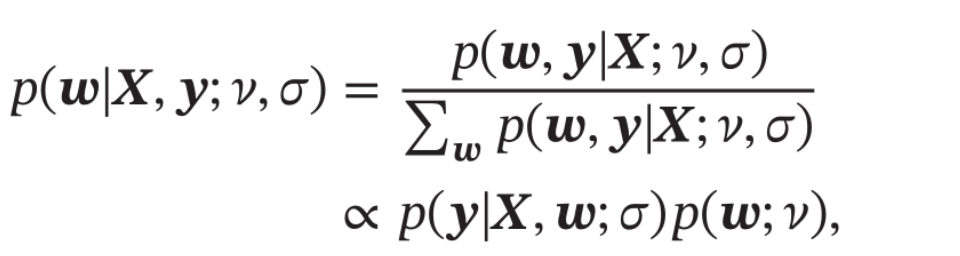 p(w|X, y; ν, σ) = p(w, y|X; ν, σ) / ∑_w p(w, y|X; ν, σ)
∝ p(y|X, w; σ)p(w; ν),